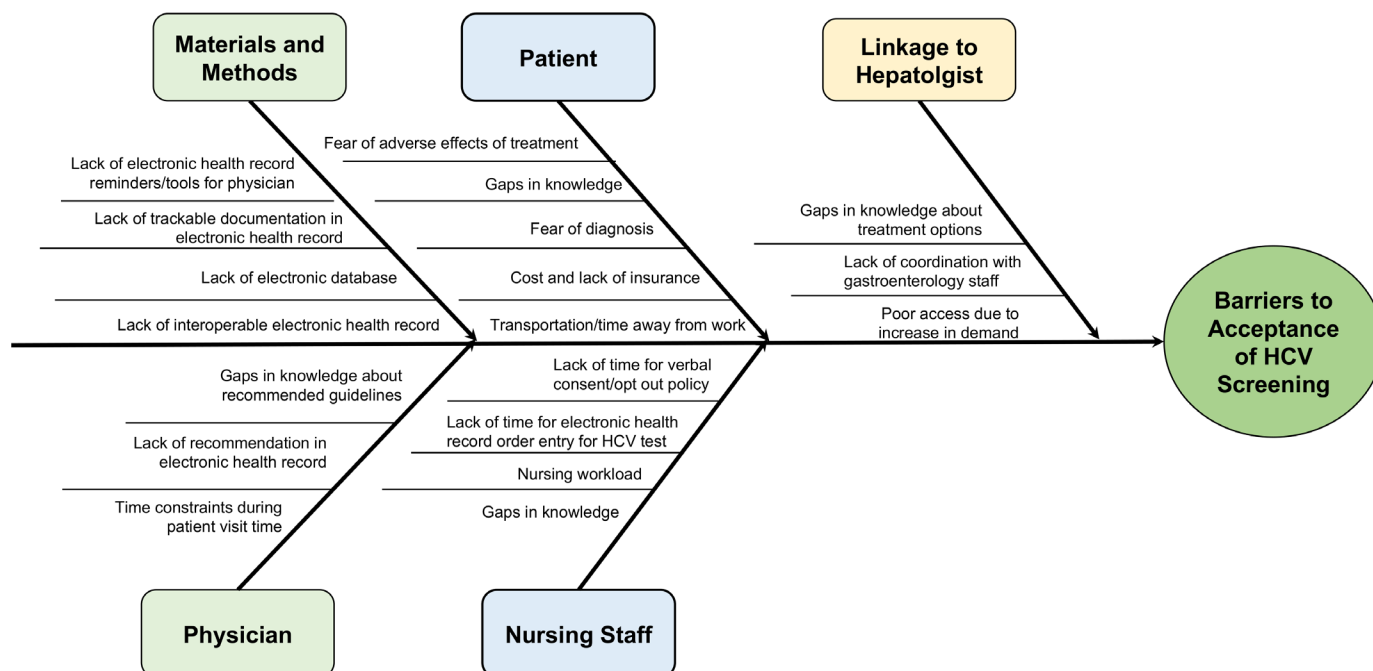 Materials and
Methods
Lack of electronic health record
reminders/tools for physician
Lack of trackable documentation in
electronic health record
Lack of electronic database
Lack of interoperable electronic health record
Patient
Fear of adverse effects of treatment
Gaps in knowledge
Fear of diagnosis
Cost and lack of insurance
Transportation/time away from work
Linkage to
Hepatolgist
Gaps in knowledge about
treatment options
Lack of coordination with
gastroenterology staff
Poor access due to
increase in demand
Barriers to
Acceptance
of HCV
Screening
Gaps in knowledge about
recommended guidelines
Lack of recommendation in
electronic health record
Time constraints during
patient visit time
Physician
Lack of time for verbal
consent/opt out policy
Lack of time for electronic health
record order entry for HCV test
Nursing workload
Gaps in knowledge
Nursing Staff